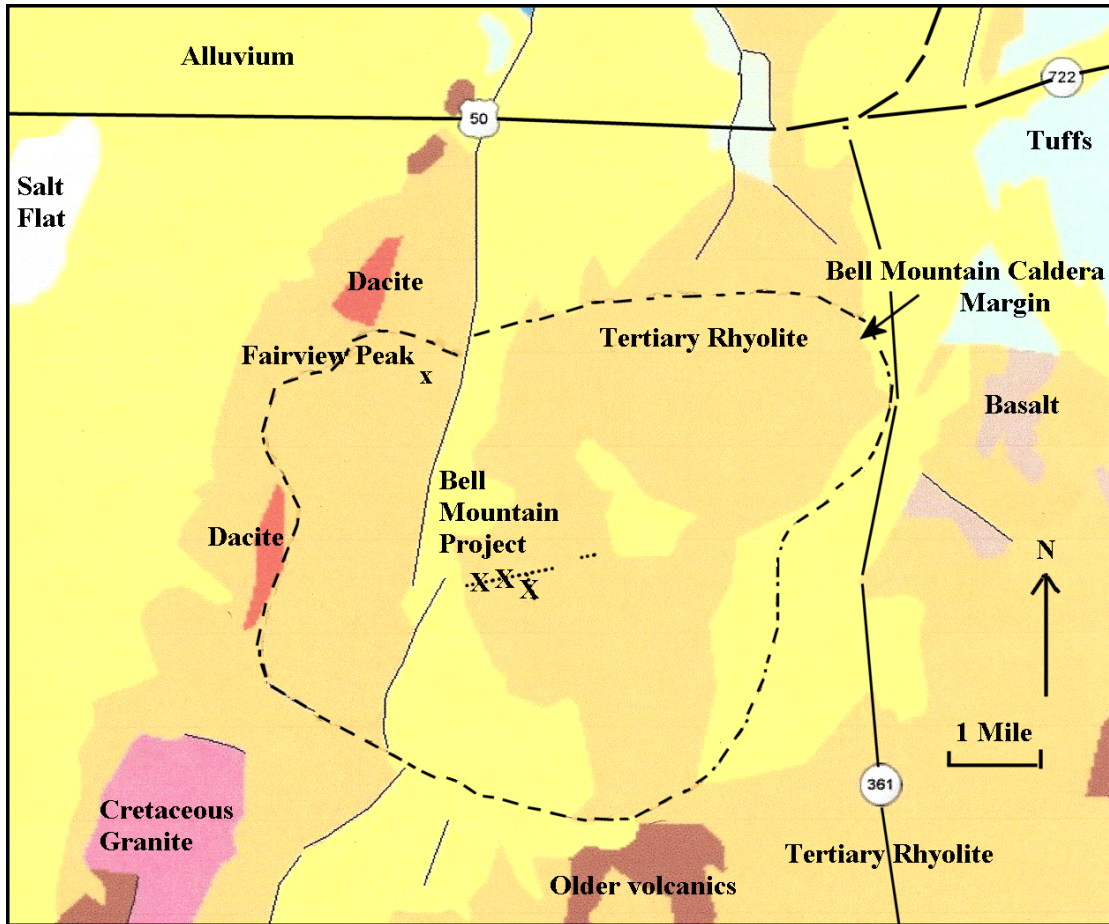 Alluvium
722
50
Tuffs
Salt
Flat
Bell Mountain Caldera
Margin
Dacite
Tertiary Rhyolite
Fairview Peak
x
Basalt
Bell
Mountain
Project
Dacite
N
X X X
1 Mile
361
Cretaceous
Granite
Tertiary Rhyolite
Older volcanics